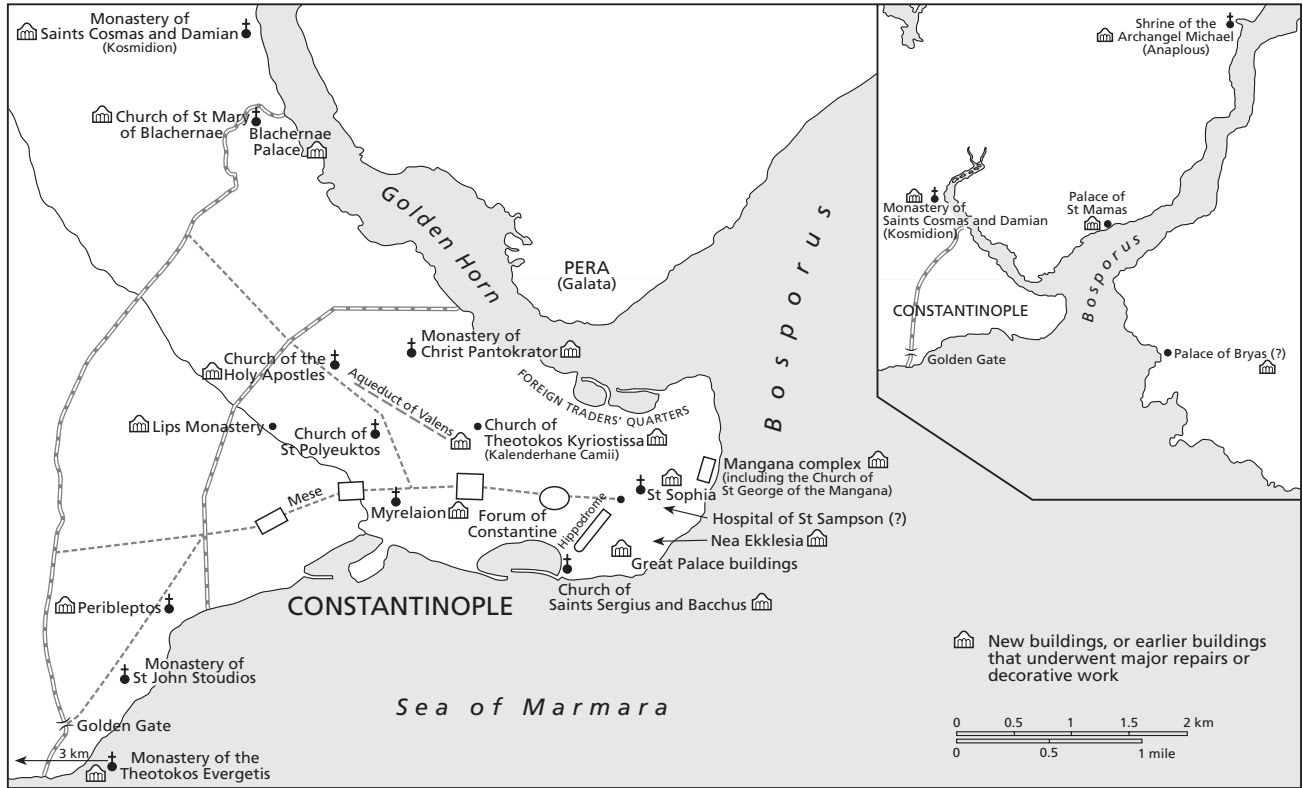 Monastery of
Saints Cosmas and Damian
(Kosmidion)
Church of St Mary
of Blachernae
Blachernae
Palace
Golden Horn
PERA
(Galata)
Bosporus
Monastery of
Christ Pantokrator
Church of the
Holy Apostles
Aqueduct of Valens
FOREIGN TRADERS' QUARTERS
Lips Monastery
Church of
St Polyeuktos
Church of
Theotokos Kyriostissa
(Kalenderhane Camii)
Mese
Myrelaion
Forum of
Constantine
Hippodrome
St Sophia
Mangana complex
(including the Church of
St George of the Mangana)
Hospital of St Sampson (?)
Nea Ekklesia
Great Palace buildings
Church of
Saints Sergius and Bacchus
CONSTANTINOPLE
Peribleptos
Monastery of
St John Stoudios
Golden Gate
3 km
Monastery of the
Theotokos Evergetis
Sea of Marmara
Shrine of the
Archangel Michael
(Anaplous)
Monastery of
Saints Cosmas and Damian
(Kosmidion)
Palace of
St Mamas
Bosporus
CONSTANTINOPLE
Golden Gate
Palace of Bryas (?)
New buildings, or earlier buildings
that underwent major repairs or
decorative work
0 0.5 1 1.5 2 km
0 0.5 1 mile